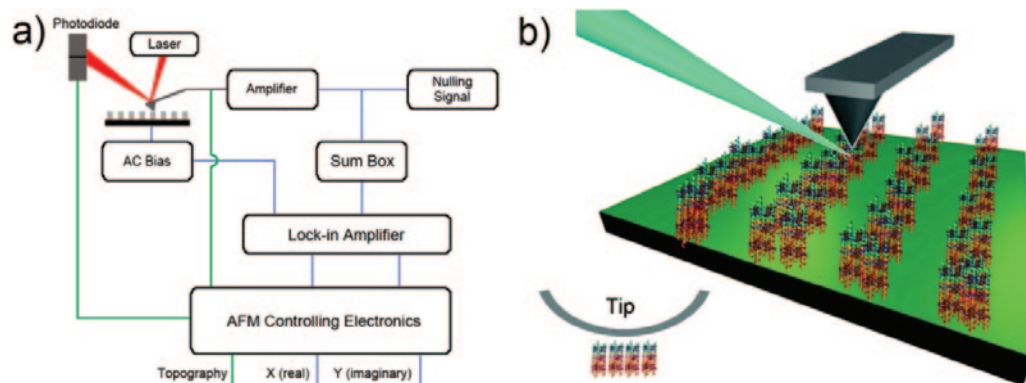 a)
Photodiode
Laser
Amplifier
Nulling
Signal
AC Bias
Sum Box
Lock-in Amplifier
AFM Controlling Electronics
Topography
X (real)
Y (imaginary)
b)
Tip